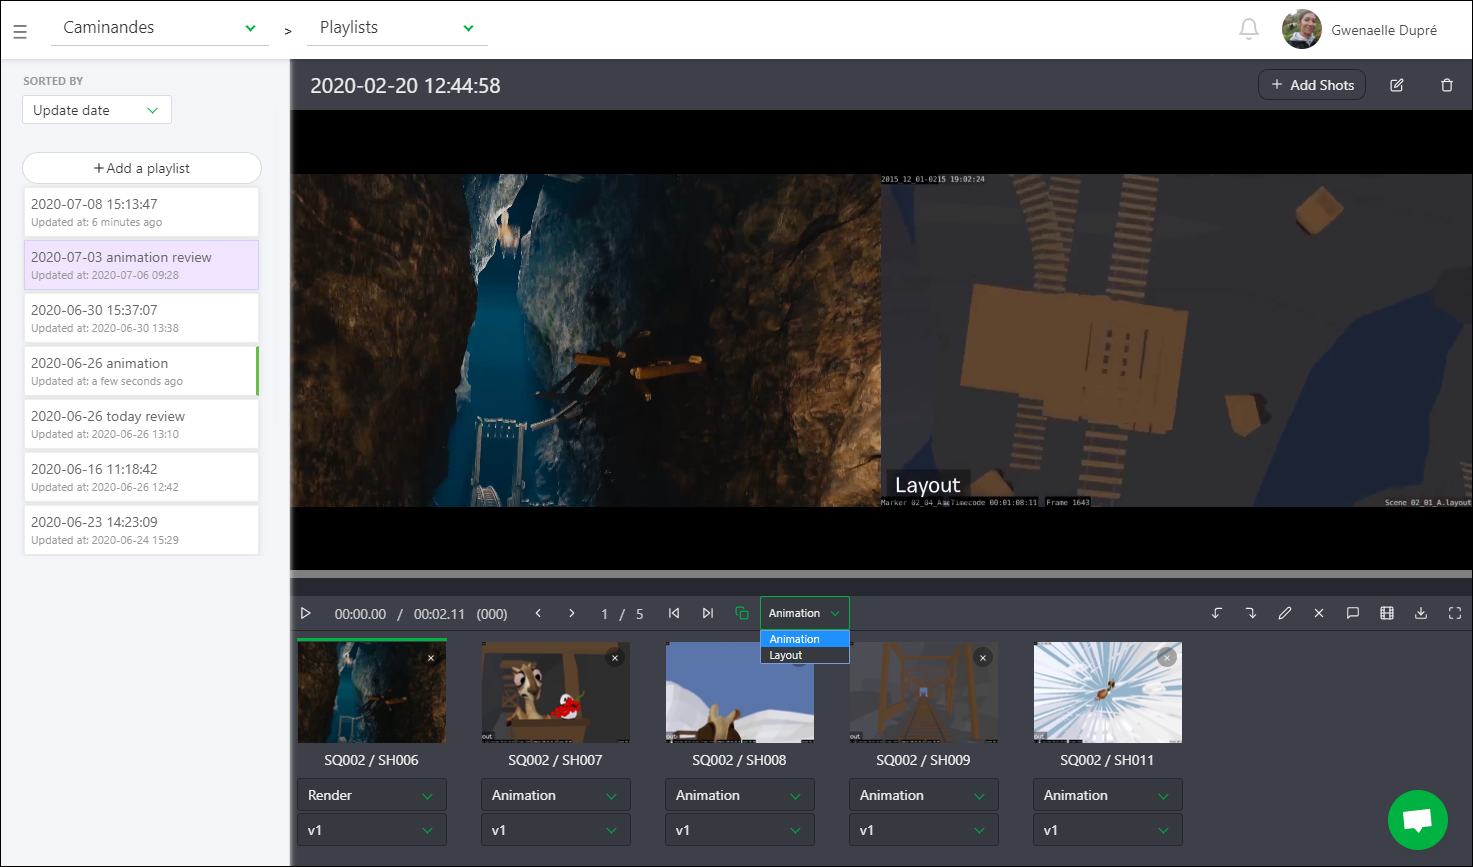 Caminandes
>
Playlists
Gwenaelle Dupré
SORTED BY
Update date
+ Add a playlist
2020-07-08 15:13:47
Updated at: 6 minutes ago
2020-07-03 animation review
Updated at: 2020-07-06 09:28
2020-06-30 15:37:07
Updated at: 2020-06-30 13:38
2020-06-26 animation
Updated at: a few seconds ago
2020-06-26 today review
Updated at: 2020-06-26 13:10
2020-06-16 11:18:42
Updated at: 2020-06-26 12:42
2020-06-23 14:23:09
Updated at: 2020-06-24 15:29
2020-02-20 12:44:58
+ Add Shots
2015 12 01-0215 19:02:24
Layout
Marker 02_04_A Timecode 00:01:08:11 Frame 1643
Scene 02_01_A.layout
00:00.00 / 00:02.11 (000)
1 / 5
Animation
Animation
Layout
out
out
out
out
SQ002 / SH006
SQ002 / SH007
SQ002 / SH008
SQ002 / SH009
SQ002 / SH011
Render
Animation
Animation
Animation
Animation
v1
v1
v1
v1
v1